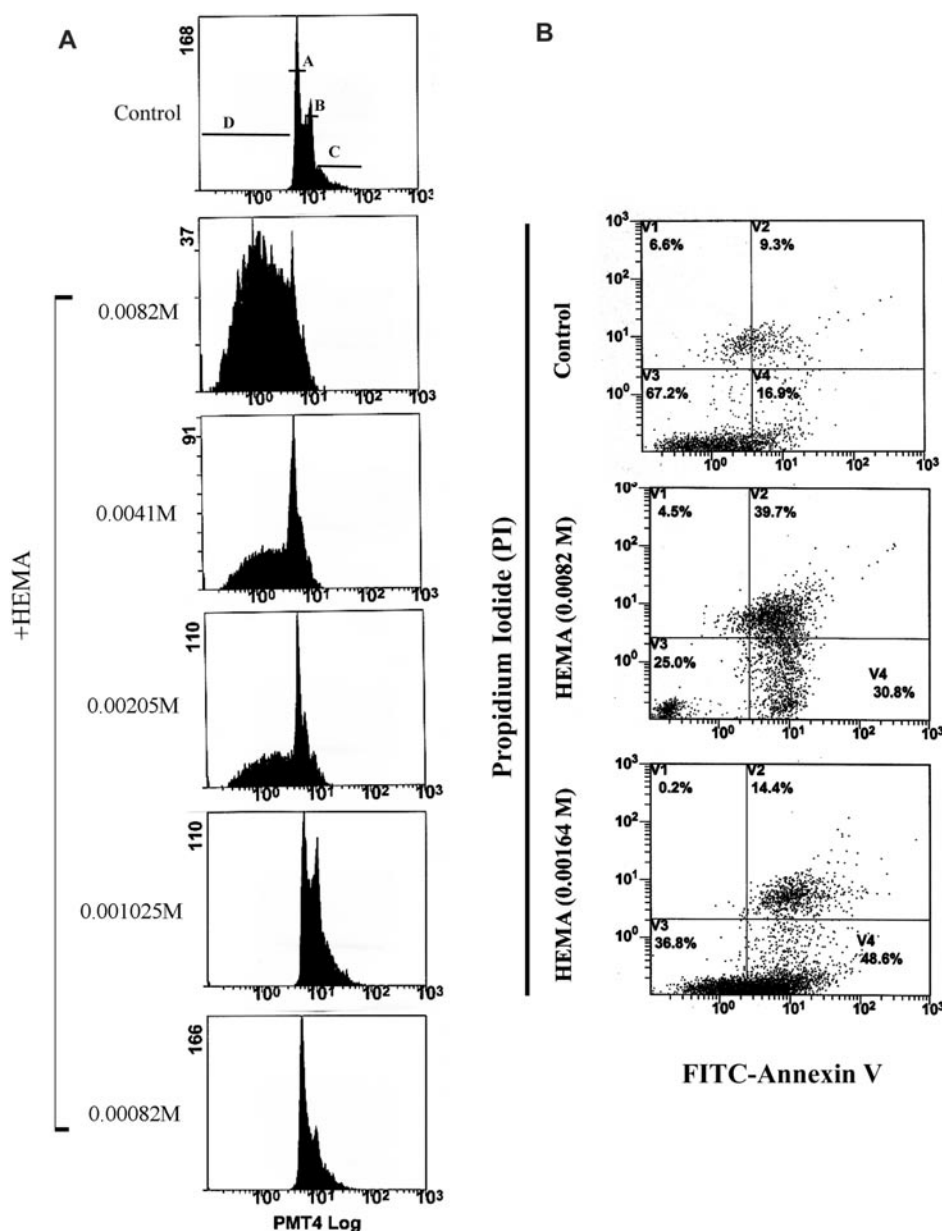 A
168
Control
A
B
D
C
10⁰ 10¹ 10² 10³
+HEMA
0.0082M
37
10⁰ 10¹ 10² 10³
0.0041M
91
10⁰ 10¹ 10² 10³
0.00205M
110
10⁰ 10¹ 10² 10³
0.001025M
110
10⁰ 10¹ 10² 10³
0.00082M
166
10⁰ 10¹ 10² 10³
PMT4 Log
B
Propidium Iodide (PI)
Control
10³
10²
10¹
10⁰
V1 V2
6.6% 9.3%
V3 V4
67.2% 16.9%
10⁰ 10¹ 10² 10³
HEMA (0.0082 M)
10³
10²
10¹
10⁰
V1 V2
4.5% 39.7%
V3
25.0%
V4
30.8%
10⁰ 10¹ 10² 10³
HEMA (0.00164 M)
10³
10²
10¹
10⁰
V1 V2
0.2% 14.4%
V3 V4
36.8% 48.6%
10⁰ 10¹ 10² 10³
FITC-Annexin V